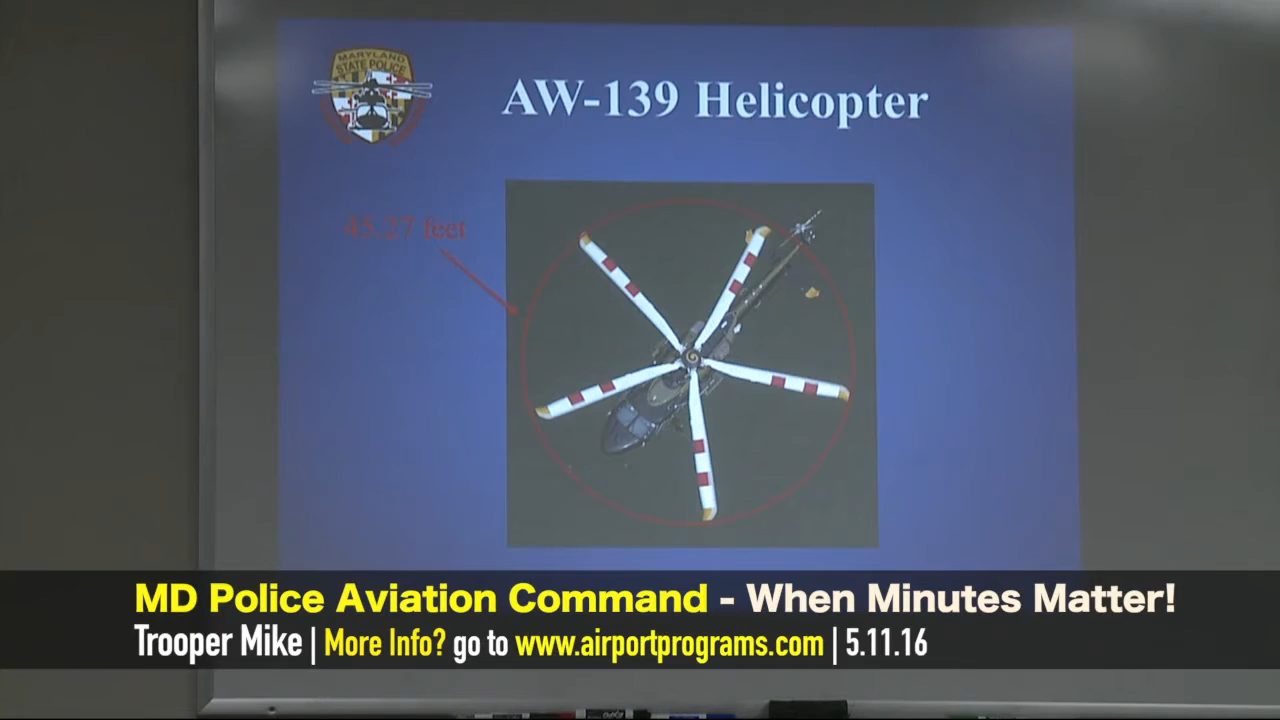 MARYLAND
STATE POLICE
AW-139 Helicopter
45.27 feet
MD Police Aviation Command - When Minutes Matter!
Trooper Mike | More Info? go to www.airportprograms.com | 5.11.16